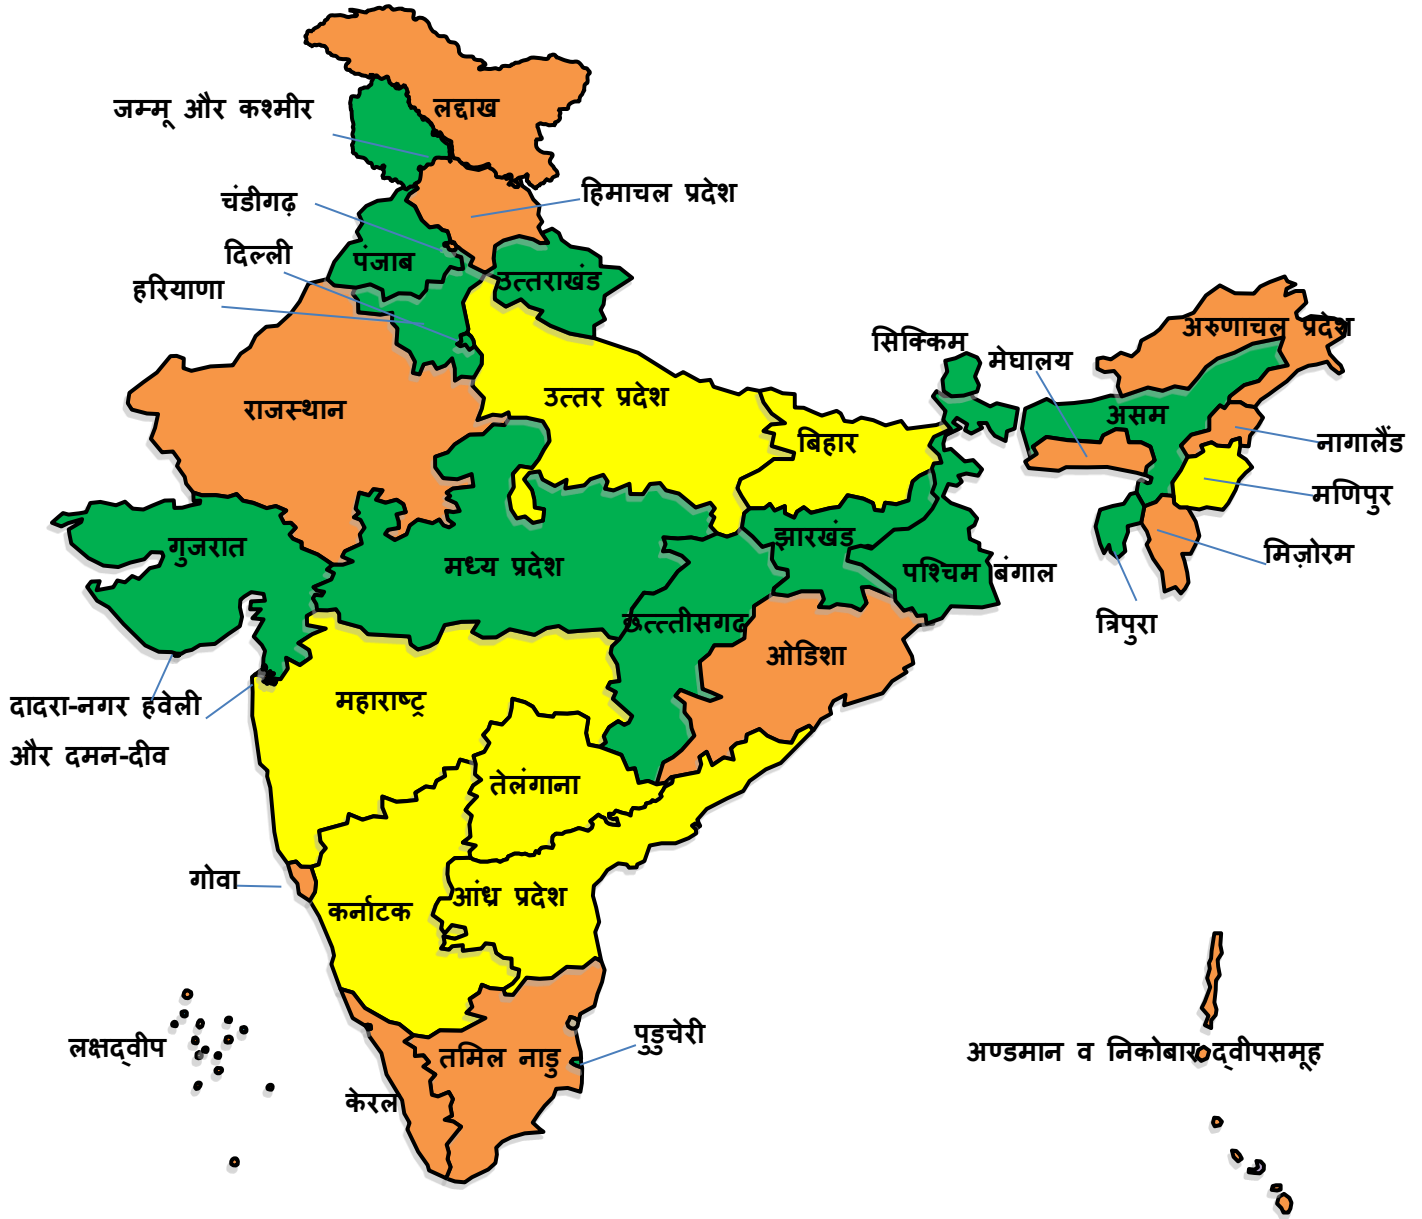 लद्दाख
जम्मू और कश्मीर
हिमाचल प्रदेश
चंडीगढ़
दिल्ली
पंजाब
उत्तराखंड
हरियाणा
अरुणाचल प्रदेश
सिक्किम
मेघालय
उत्तर प्रदेश
राजस्थान
असम
बिहार
नागालैंड
मणिपुर
गुजरात
झारखंड
मध्य प्रदेश
पश्चिम बंगाल
मिज़ोरम
छत्तीसगढ
त्रिपुरा
ओडिशा
महाराष्ट्र
दादरा-नगर हवेली
और दमन-दीव
तेलंगाना
गोवा
कर्नाटक
आंध्र प्रदेश
पुडुचेरी
लक्षद्वीप
तमिल नाडु
अण्डमान व निकोबार द्वीपसमूह
केरल